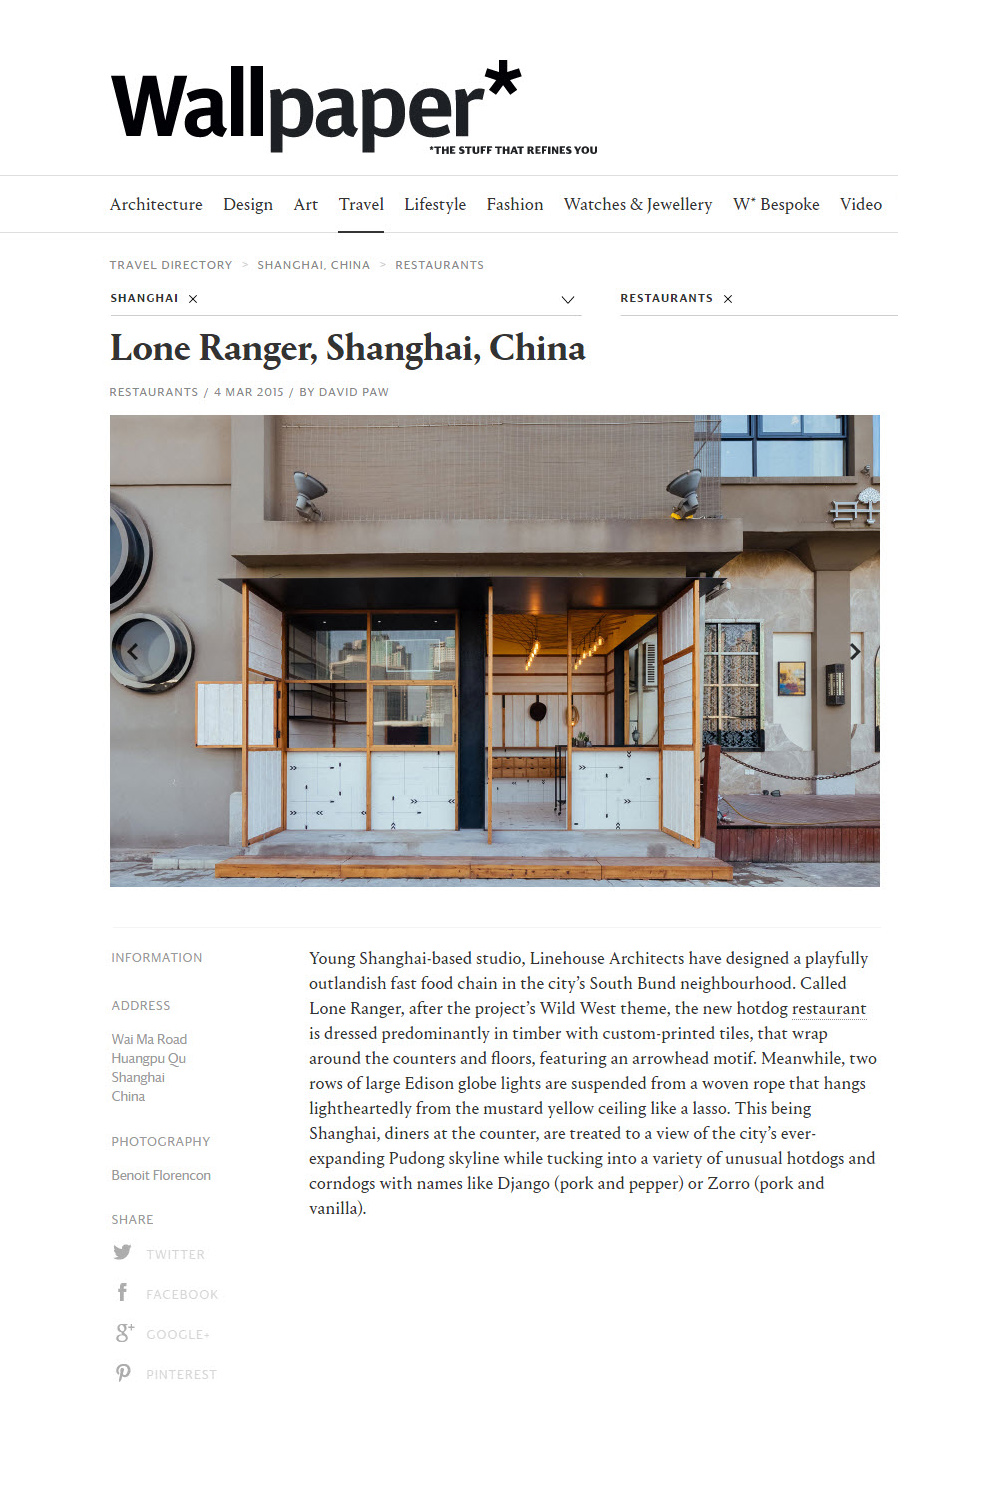 Wallpaper*
*THE STUFF THAT REFINES YOU
Architecture Design Art Travel Lifestyle Fashion Watches & Jewellery W* Bespoke Video
TRAVEL DIRECTORY > SHANGHAI, CHINA > RESTAURANTS
SHANGHAI × RESTAURANTS ×
Lone Ranger, Shanghai, China
RESTAURANTS / 4 MAR 2015 / BY DAVID PAW
INFORMATION
ADDRESS
Wai Ma Road
Huangpu Qu
Shanghai
China
PHOTOGRAPHY
Benoit Florencon
SHARE
TWITTER
FACEBOOK
GOOGLE+
PINTEREST
Young Shanghai-based studio, Linehouse Architects have designed a playfully
outlandish fast food chain in the city's South Bund neighbourhood. Called
Lone Ranger, after the project's Wild West theme, the new hotdog restaurant
is dressed predominantly in timber with custom-printed tiles, that wrap
around the counters and floors, featuring an arrowhead motif. Meanwhile, two
rows of large Edison globe lights are suspended from a woven rope that hangs
lightheartedly from the mustard yellow ceiling like a lasso. This being
Shanghai, diners at the counter, are treated to a view of the city's ever-
expanding Pudong skyline while tucking into a variety of unusual hotdogs and
corndogs with names like Django (pork and pepper) or Zorro (pork and
vanilla).